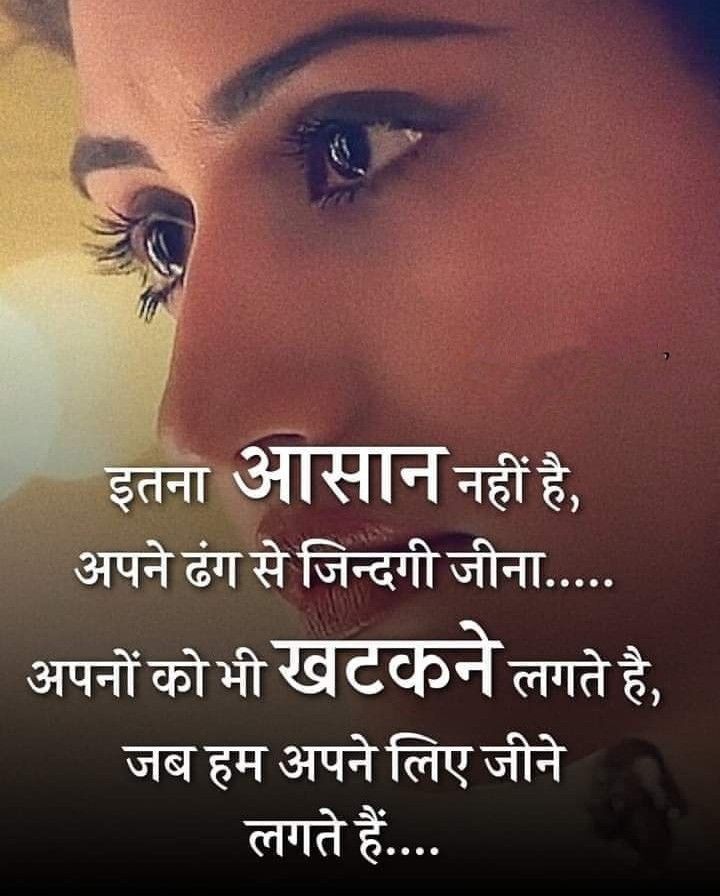 इतना आसान नहीं है,
अपने ढंग से जिन्दगी जीना.....
अपनों को भी खटकने लगते है,
जब हम अपने लिए जीने
लगते हैं....